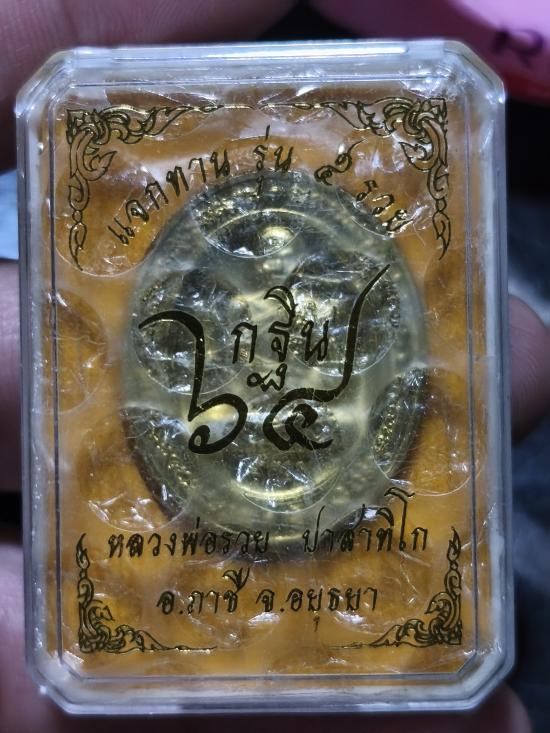 แจกทาน รุ่น ๙๙ รวย
กฐิน
๖๔
หลวงพ่อรวย ปาสาทิโก
อ.ภาชี จ.อยุธยา
R